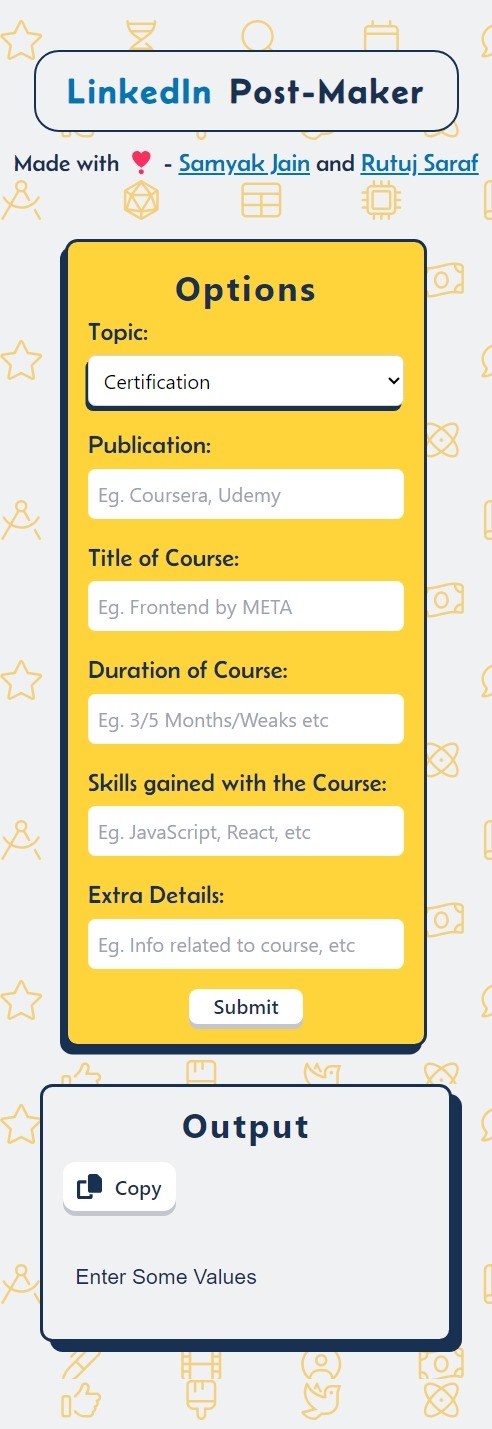 LinkedIn Post-Maker
Made with ❣ - Samyak Jain and Rutuj Saraf
Options
Topic:
Certification
Publication:
Eg. Coursera, Udemy
Title of Course:
Eg. Frontend by META
Duration of Course:
Eg. 3/5 Months/Weaks etc
Skills gained with the Course:
Eg. JavaScript, React, etc
Extra Details:
Eg. Info related to course, etc
Submit
Output
Copy
Enter Some Values